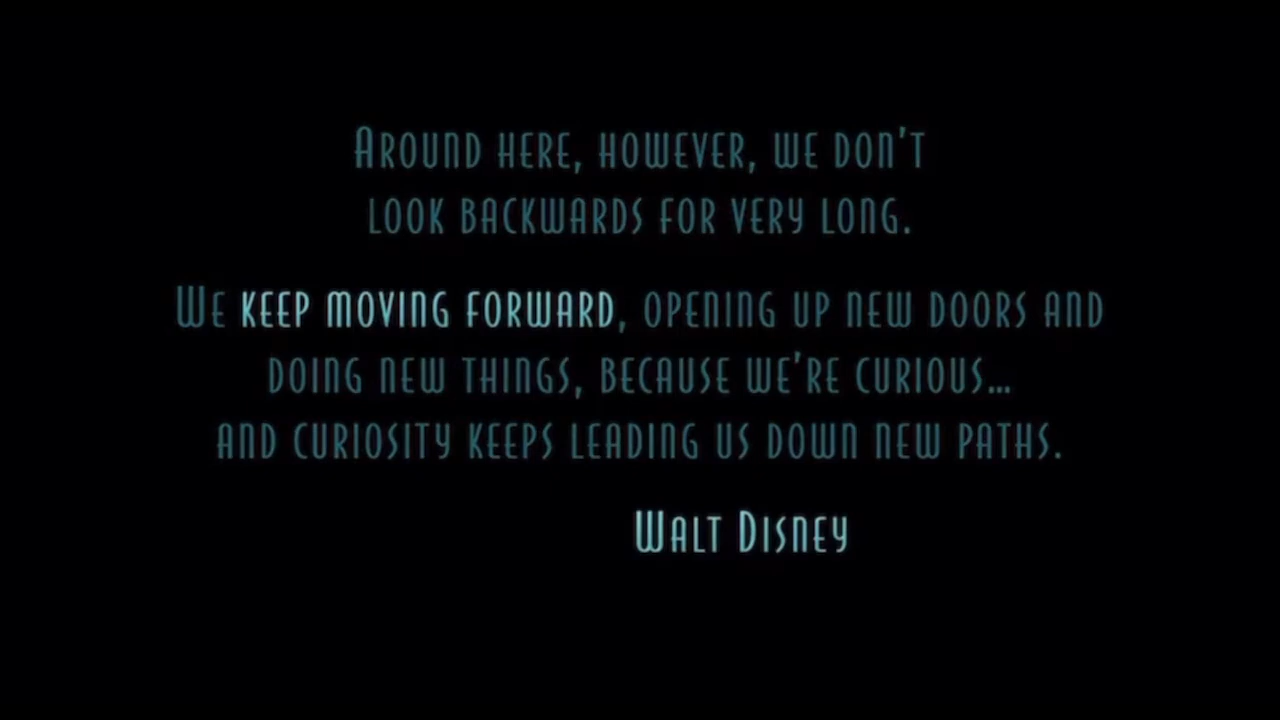 Around here, however, we don't
look backwards for very long.
We keep moving forward, opening up new doors and
doing new things, because we're curious...
and curiosity keeps leading us down new paths.
Walt Disney